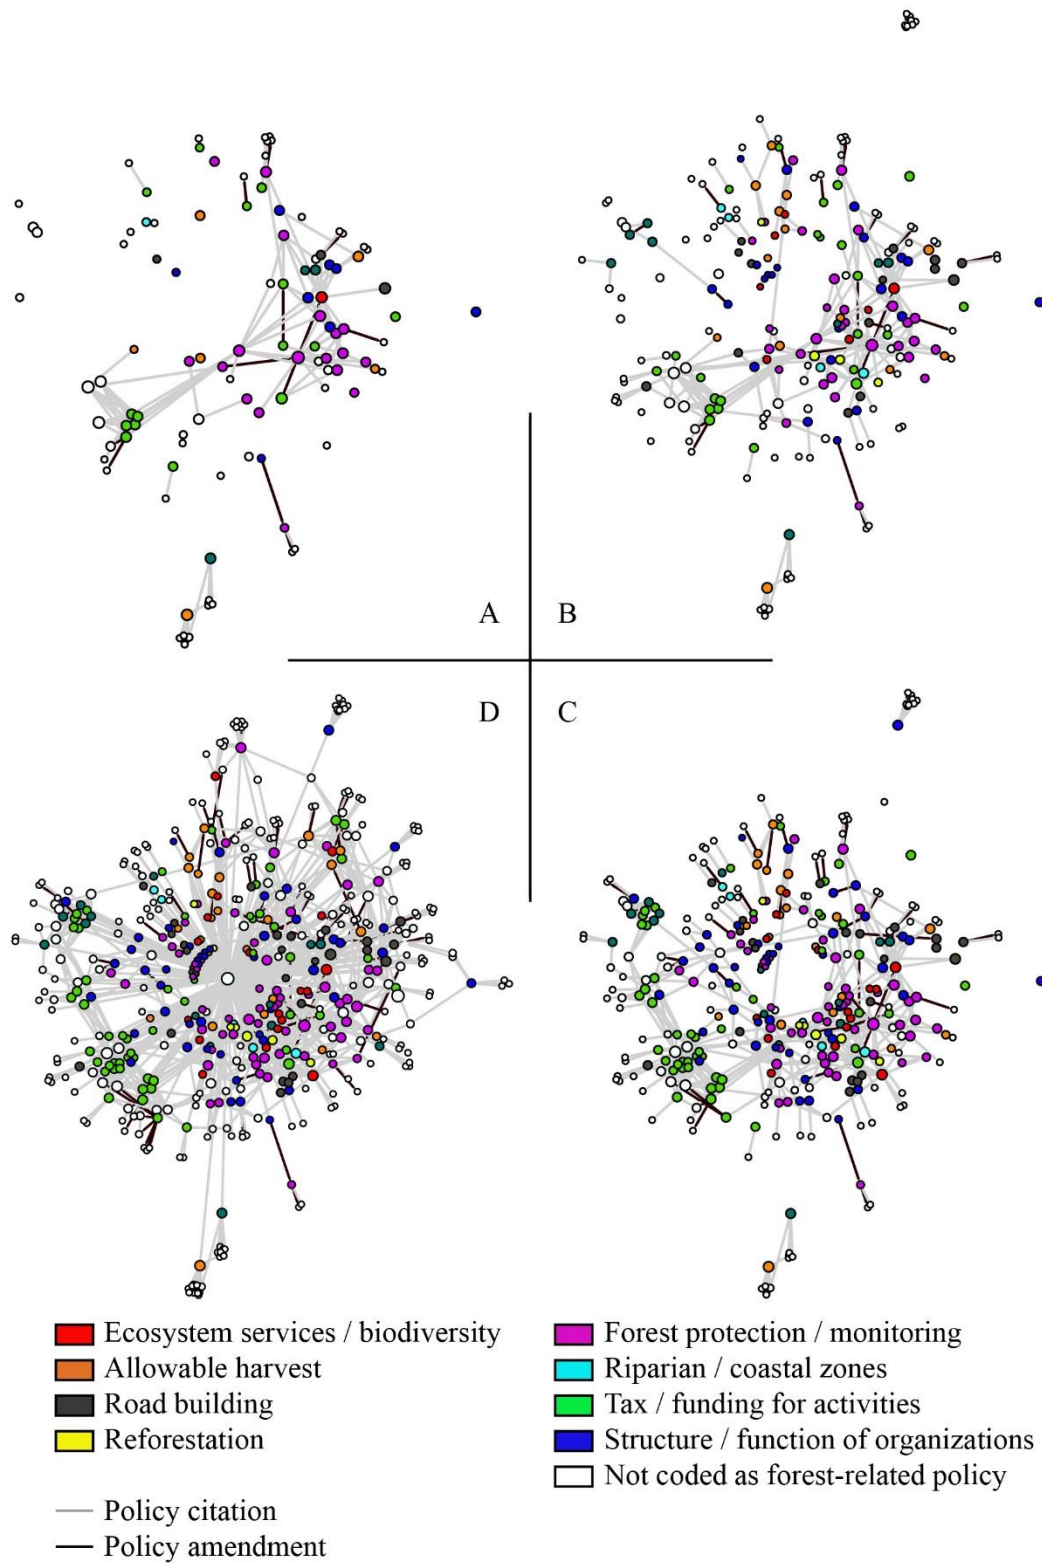 A
B
D
C
Ecosystem services / biodiversity
Allowable harvest
Road building
Reforestation
Forest protection / monitoring
Riparian / coastal zones
Tax / funding for activities
Structure / function of organizations
Not coded as forest-related policy
Policy citation
Policy amendment